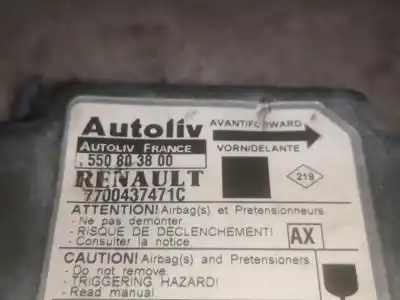 Autoliv
AVANT/FORWARD
AUTOLIV FRANCE
VORN/DELANTE
550 80 38 00
RENAULT
219
7700437471C
ATTENTION! Airbag(s) et Pretensionneurs
- Ne pas demonter.
- RISQUE DE DECLENCHEMENT!
AX
- Consulter la notice.
CAUTION! Airbag(s) and Pretensioners
- Do not remove.
- TRIGGERING HAZARD!
- Read manual.